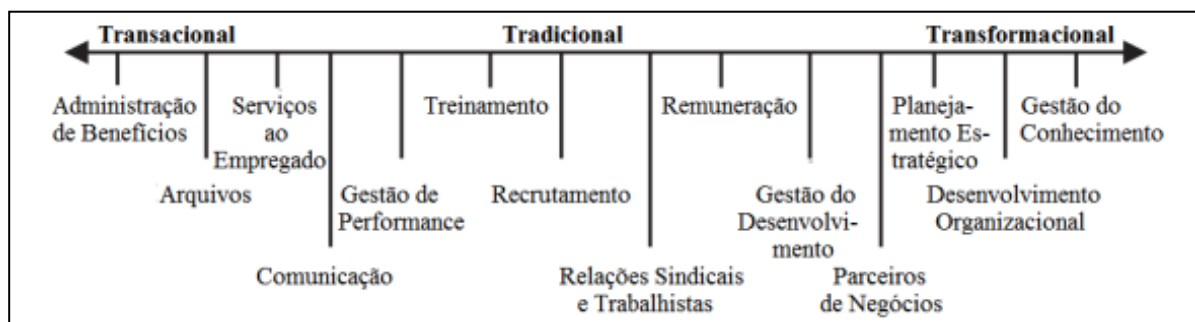 Transacional
Tradicional
Transformacional
Administração
de Benefícios
Arquivos
Serviços
ao
Empregado
Comunicação
Gestão de
Performance
Treinamento
Recrutamento
Relações Sindicais
e Trabalhistas
Remuneração
Gestão do
Desenvolvi-
mento
Parceiros
de Negócios
Planeja-
mento Es-
tratégico
Desenvolvimento
Organizacional
Gestão do
Conhecimento